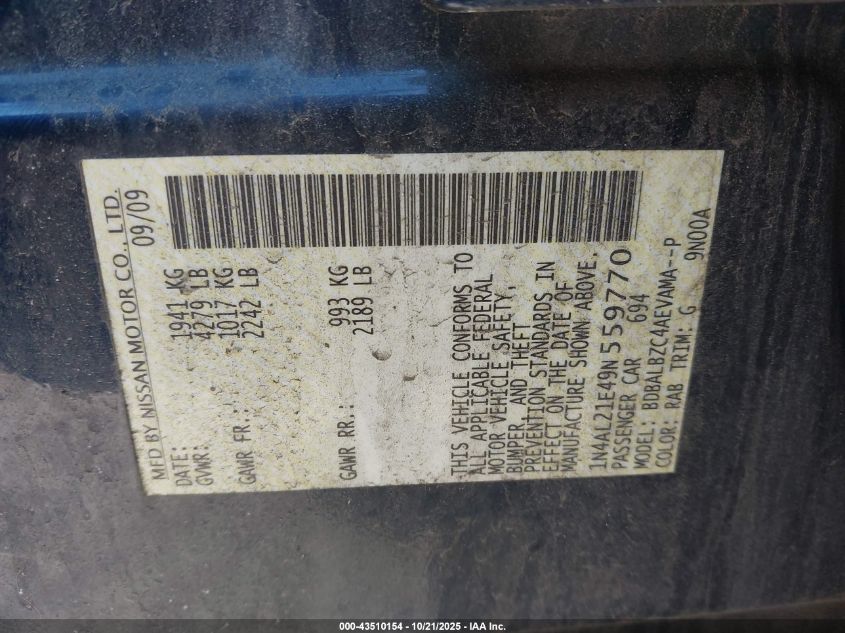 MFD BY NISSAN MOTOR CO., LTD.
DATE: 09/09
GVWR: 1941 KG
4279 LB
GAWR FR.: 1017 KG
2242 LB
GAWR RR.: 993 KG
2189 LB
THIS VEHICLE CONFORMS TO
ALL APPLICABLE FEDERAL
MOTOR VEHICLE SAFETY,
BUMPER, AND THEFT
PREVENTION STANDARDS IN
EFFECT ON THE DATE OF
MANUFACTURE SHOWN ABOVE.
1N4AL21E49N559770
PASSENGER CAR 694
MODEL: BDBALBZC4AEVAMA--P
COLOR: RAB TRIM: G 9N00A
000-43510154 - 10/21/2025 - IAA Inc.